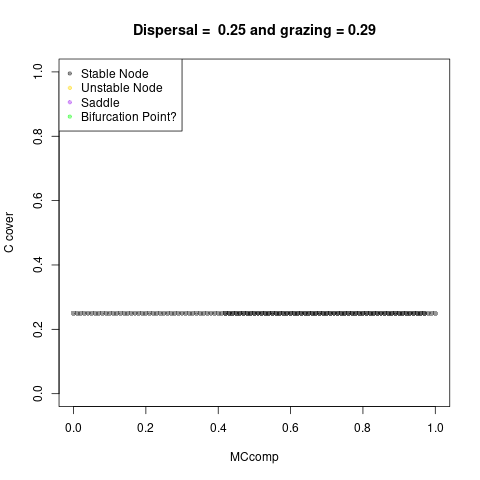 Dispersal =  0.25 and grazing = 0.29
Stable Node
Unstable Node
Saddle
Bifurcation Point?
C cover
1.0
0.8
0.6
0.4
0.2
0.0
0.0 0.2 0.4 0.6 0.8 1.0
MCcomp